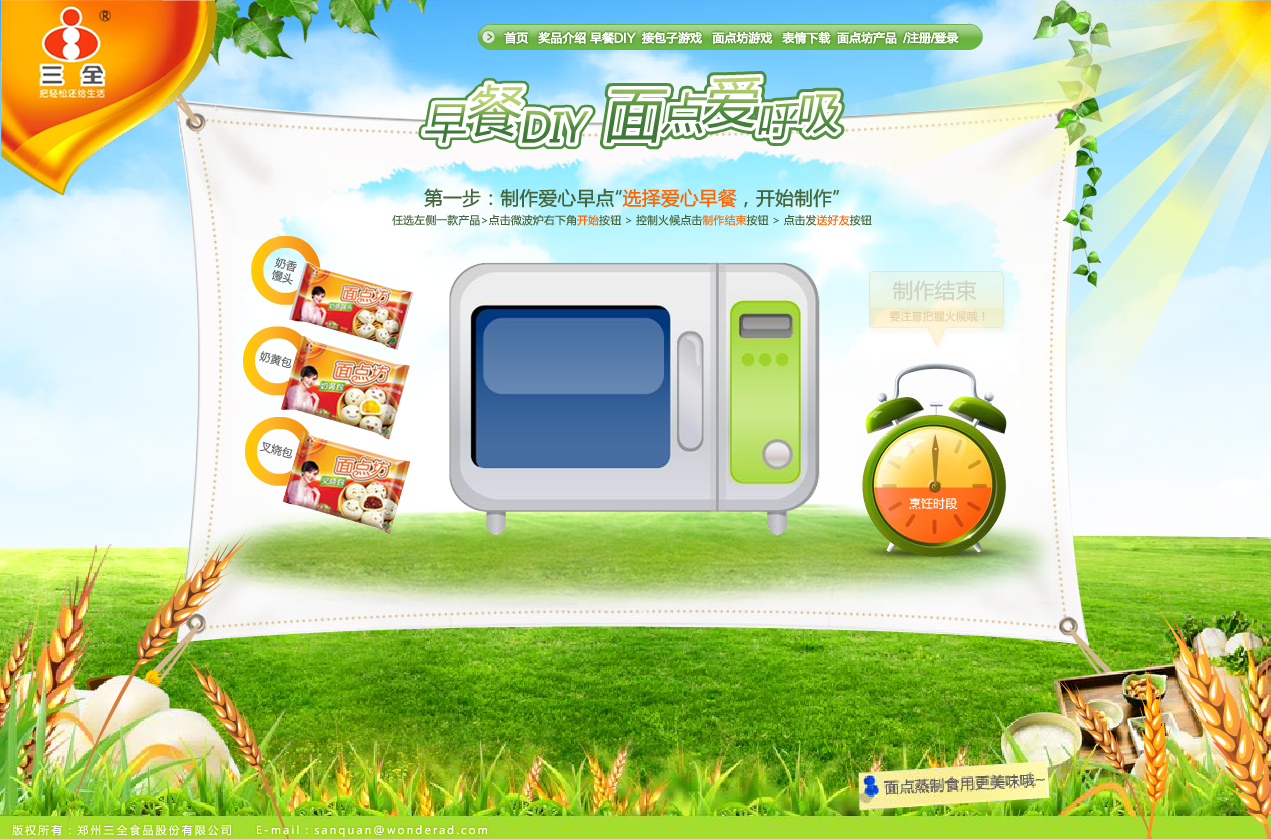 ® 
三全
把轻松还给生活
首页 奖品介绍 早餐DIY 接包子游戏 面点坊游戏 表情下载 面点坊产品 /注册/登录
早餐DIY 面点爱呼吸
第一步：制作爱心早点“选择爱心早餐，开始制作”
任选左侧一款产品>点击微波炉右下角开始按钮 > 控制火候点击制作结束按钮 > 点击发送好友按钮
奶香
馒头
面点坊
奶黄包
面点坊
奶黄包
叉烧包
面点坊
叉烧包
制作结束
要注意把握火候哦！
烹饪时段
面点蒸制食用更美味哦~
版权所有：郑州三全食品股份有限公司 E-mail：sanquan@wonderad.com